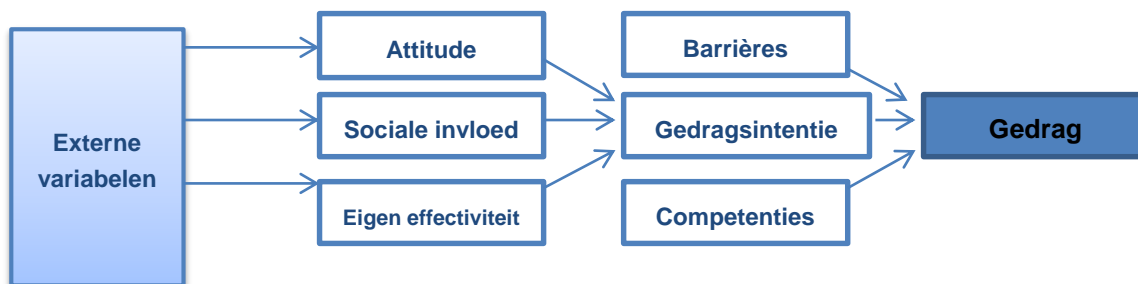 Externe
variabelen
Attitude
Sociale invloed
Eigen effectiviteit
Barrières
Gedragsintentie
Competenties
Gedrag